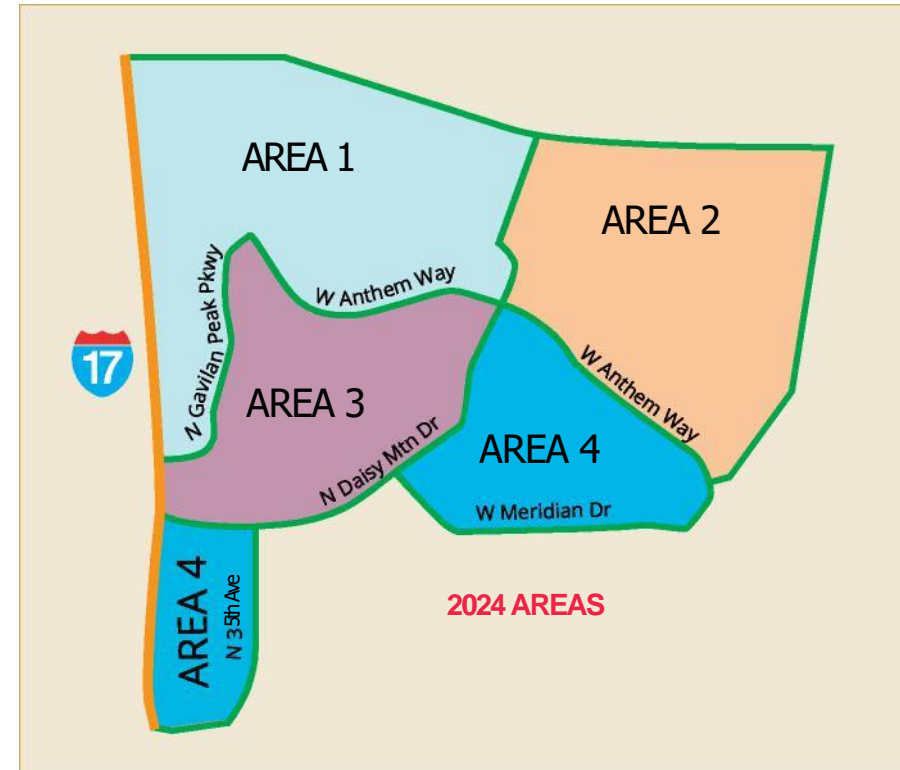 AREA 1
AREA 2
N Gavilan Peak Pkwy
W Anthem Way
17
W Anthem Way
AREA 3
N Daisy Mtn Dr
AREA 4
W Meridian Dr
AREA 4
N 35th Ave
2024 AREAS